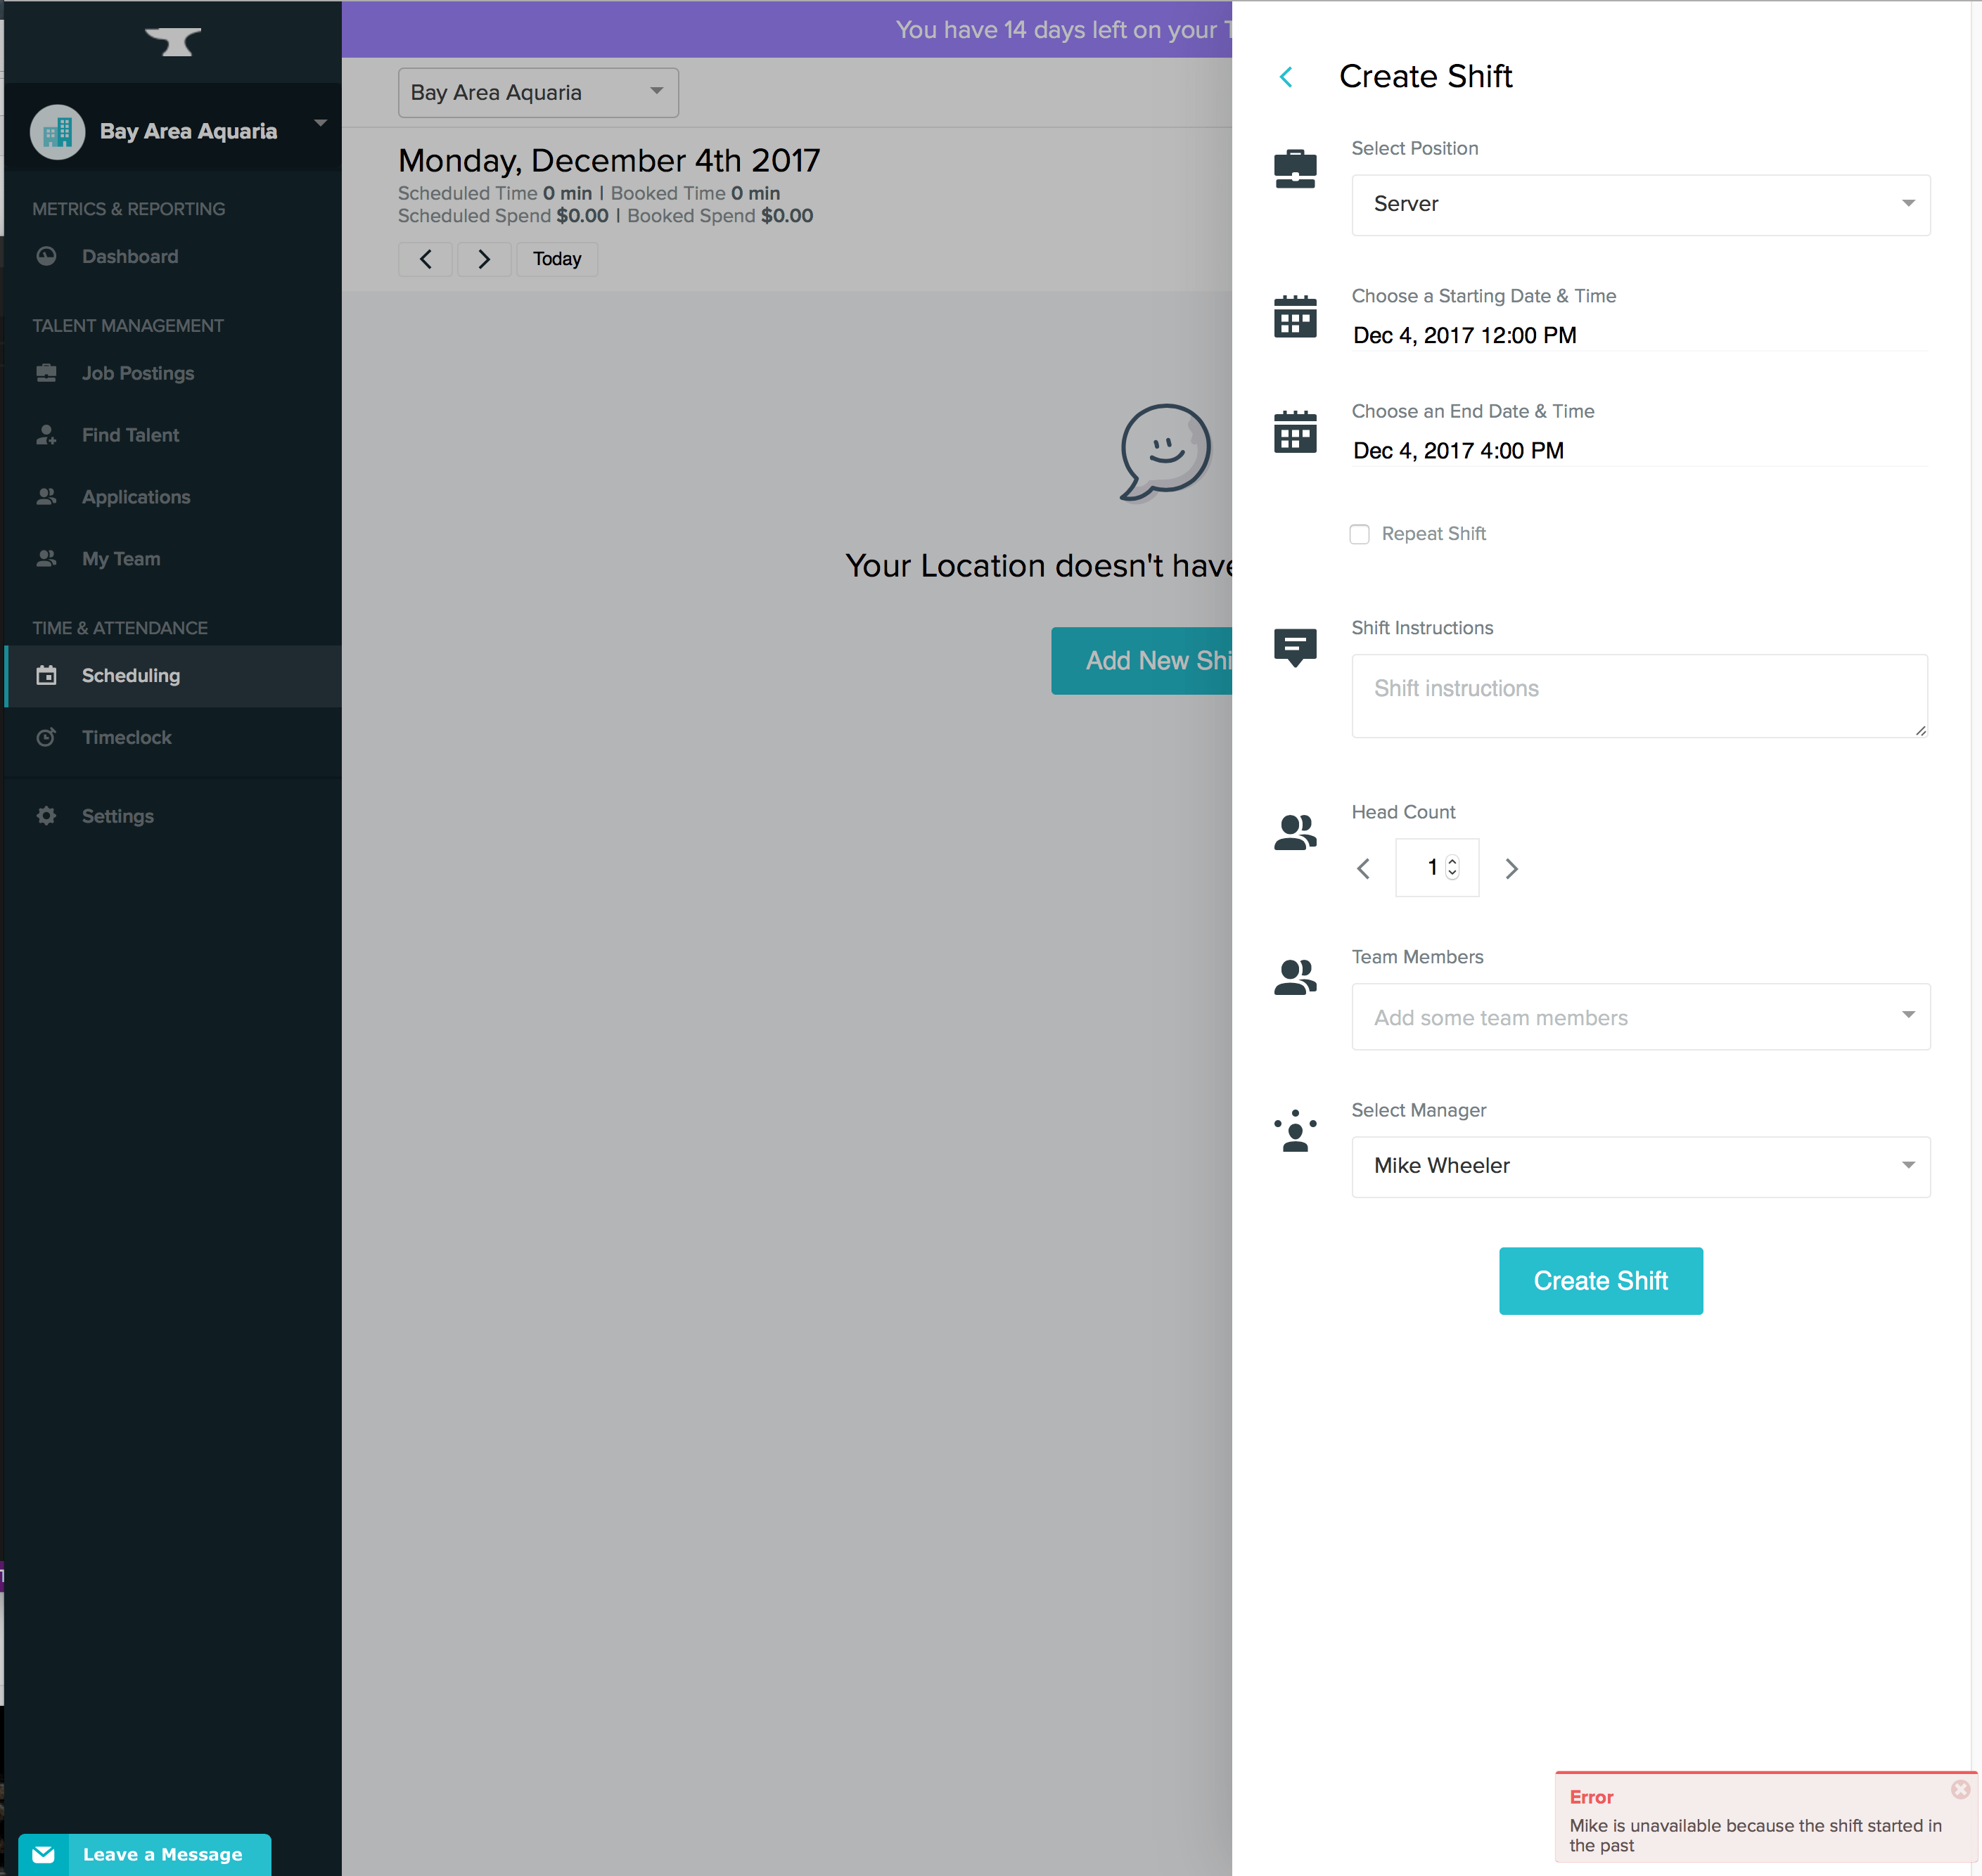 Bay Area Aquaria
METRICS & REPORTING
Dashboard
TALENT MANAGEMENT
Job Postings
Find Talent
Applications
My Team
TIME & ATTENDANCE
Scheduling
Timeclock
Settings
Leave a Message
You have 14 days left on your T
Bay Area Aquaria
Monday, December 4th 2017
Scheduled Time 0 min | Booked Time 0 min
Scheduled Spend $0.00 | Booked Spend $0.00
Today
Your Location doesn't have
Add New Shi
Create Shift
Select Position
Server
Choose a Starting Date & Time
Dec 4, 2017 12:00 PM
Choose an End Date & Time
Dec 4, 2017 4:00 PM
Repeat Shift
Shift Instructions
Shift instructions
Head Count
1
Team Members
Add some team members
Select Manager
Mike Wheeler
Create Shift
Error
Mike is unavailable because the shift started in
the past